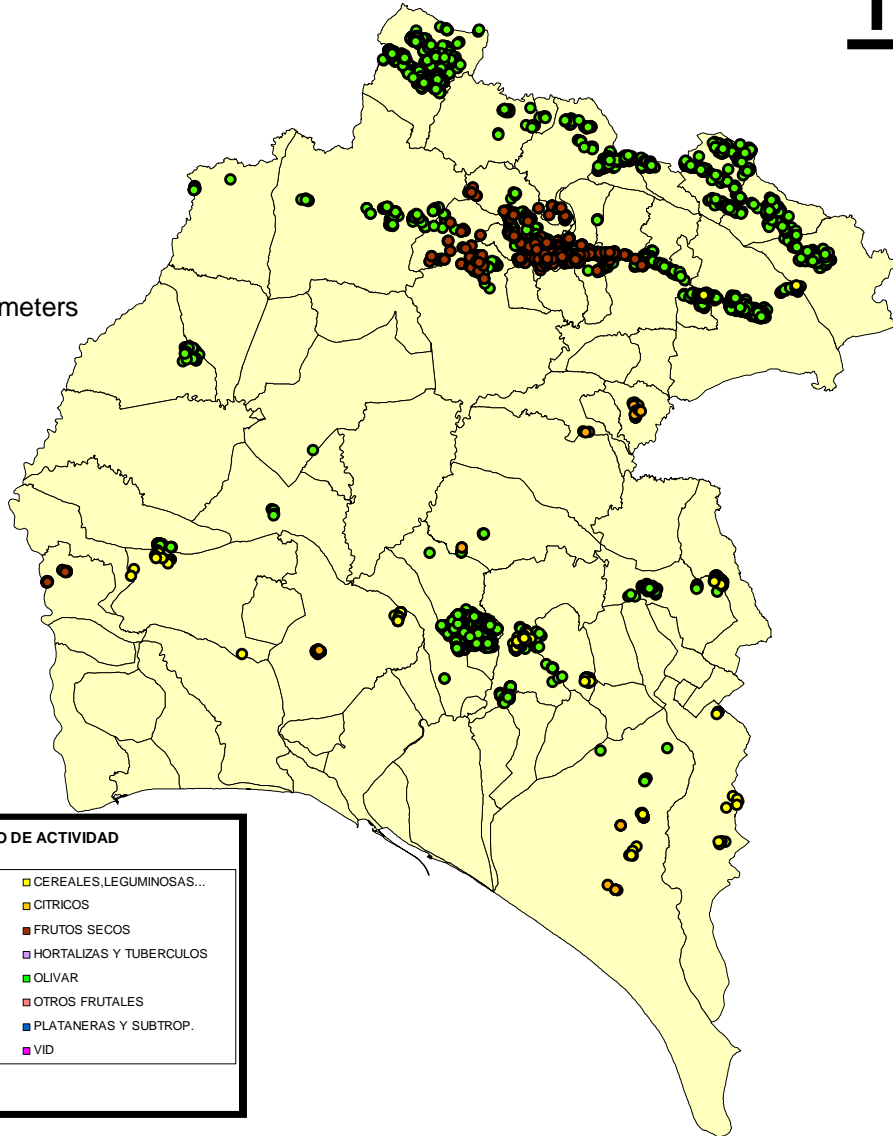 meters
O DE ACTIVIDAD
CEREALES,LEGUMINOSAS...
CITRICOS
FRUTOS SECOS
HORTALIZAS Y TUBERCULOS
OLIVAR
OTROS FRUTALES
PLATANERAS Y SUBTROP.
VID